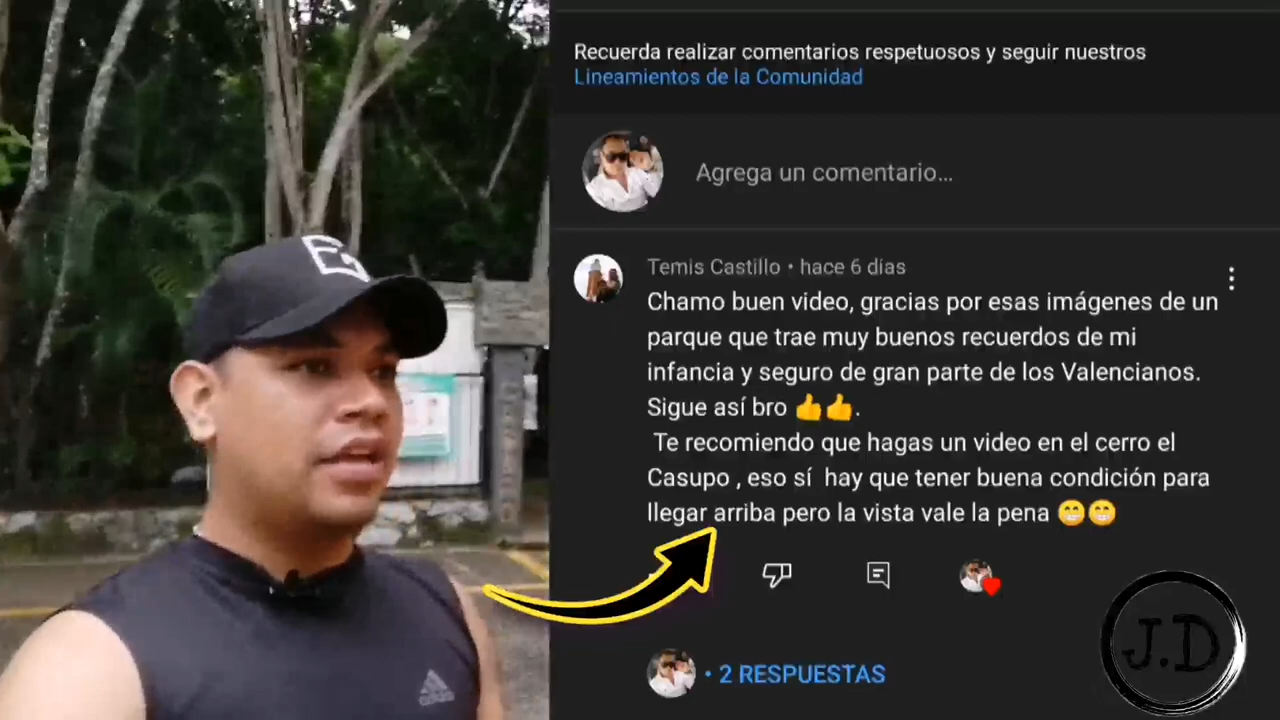 Recuerda realizar comentarios respetuosos y seguir nuestros
Lineamientos de la Comunidad
Agrega un comentario...
Temis Castillo • hace 6 días
Chamo buen video, gracias por esas imágenes de un
parque que trae muy buenos recuerdos de mi
infancia y seguro de gran parte de los Valencianos.
Sigue así bro 👍👍.
Te recomiendo que hagas un video en el cerro el
Casupo , eso sí hay que tener buena condición para
llegar arriba pero la vista vale la pena 😁😁
• 2 RESPUESTAS
J.D